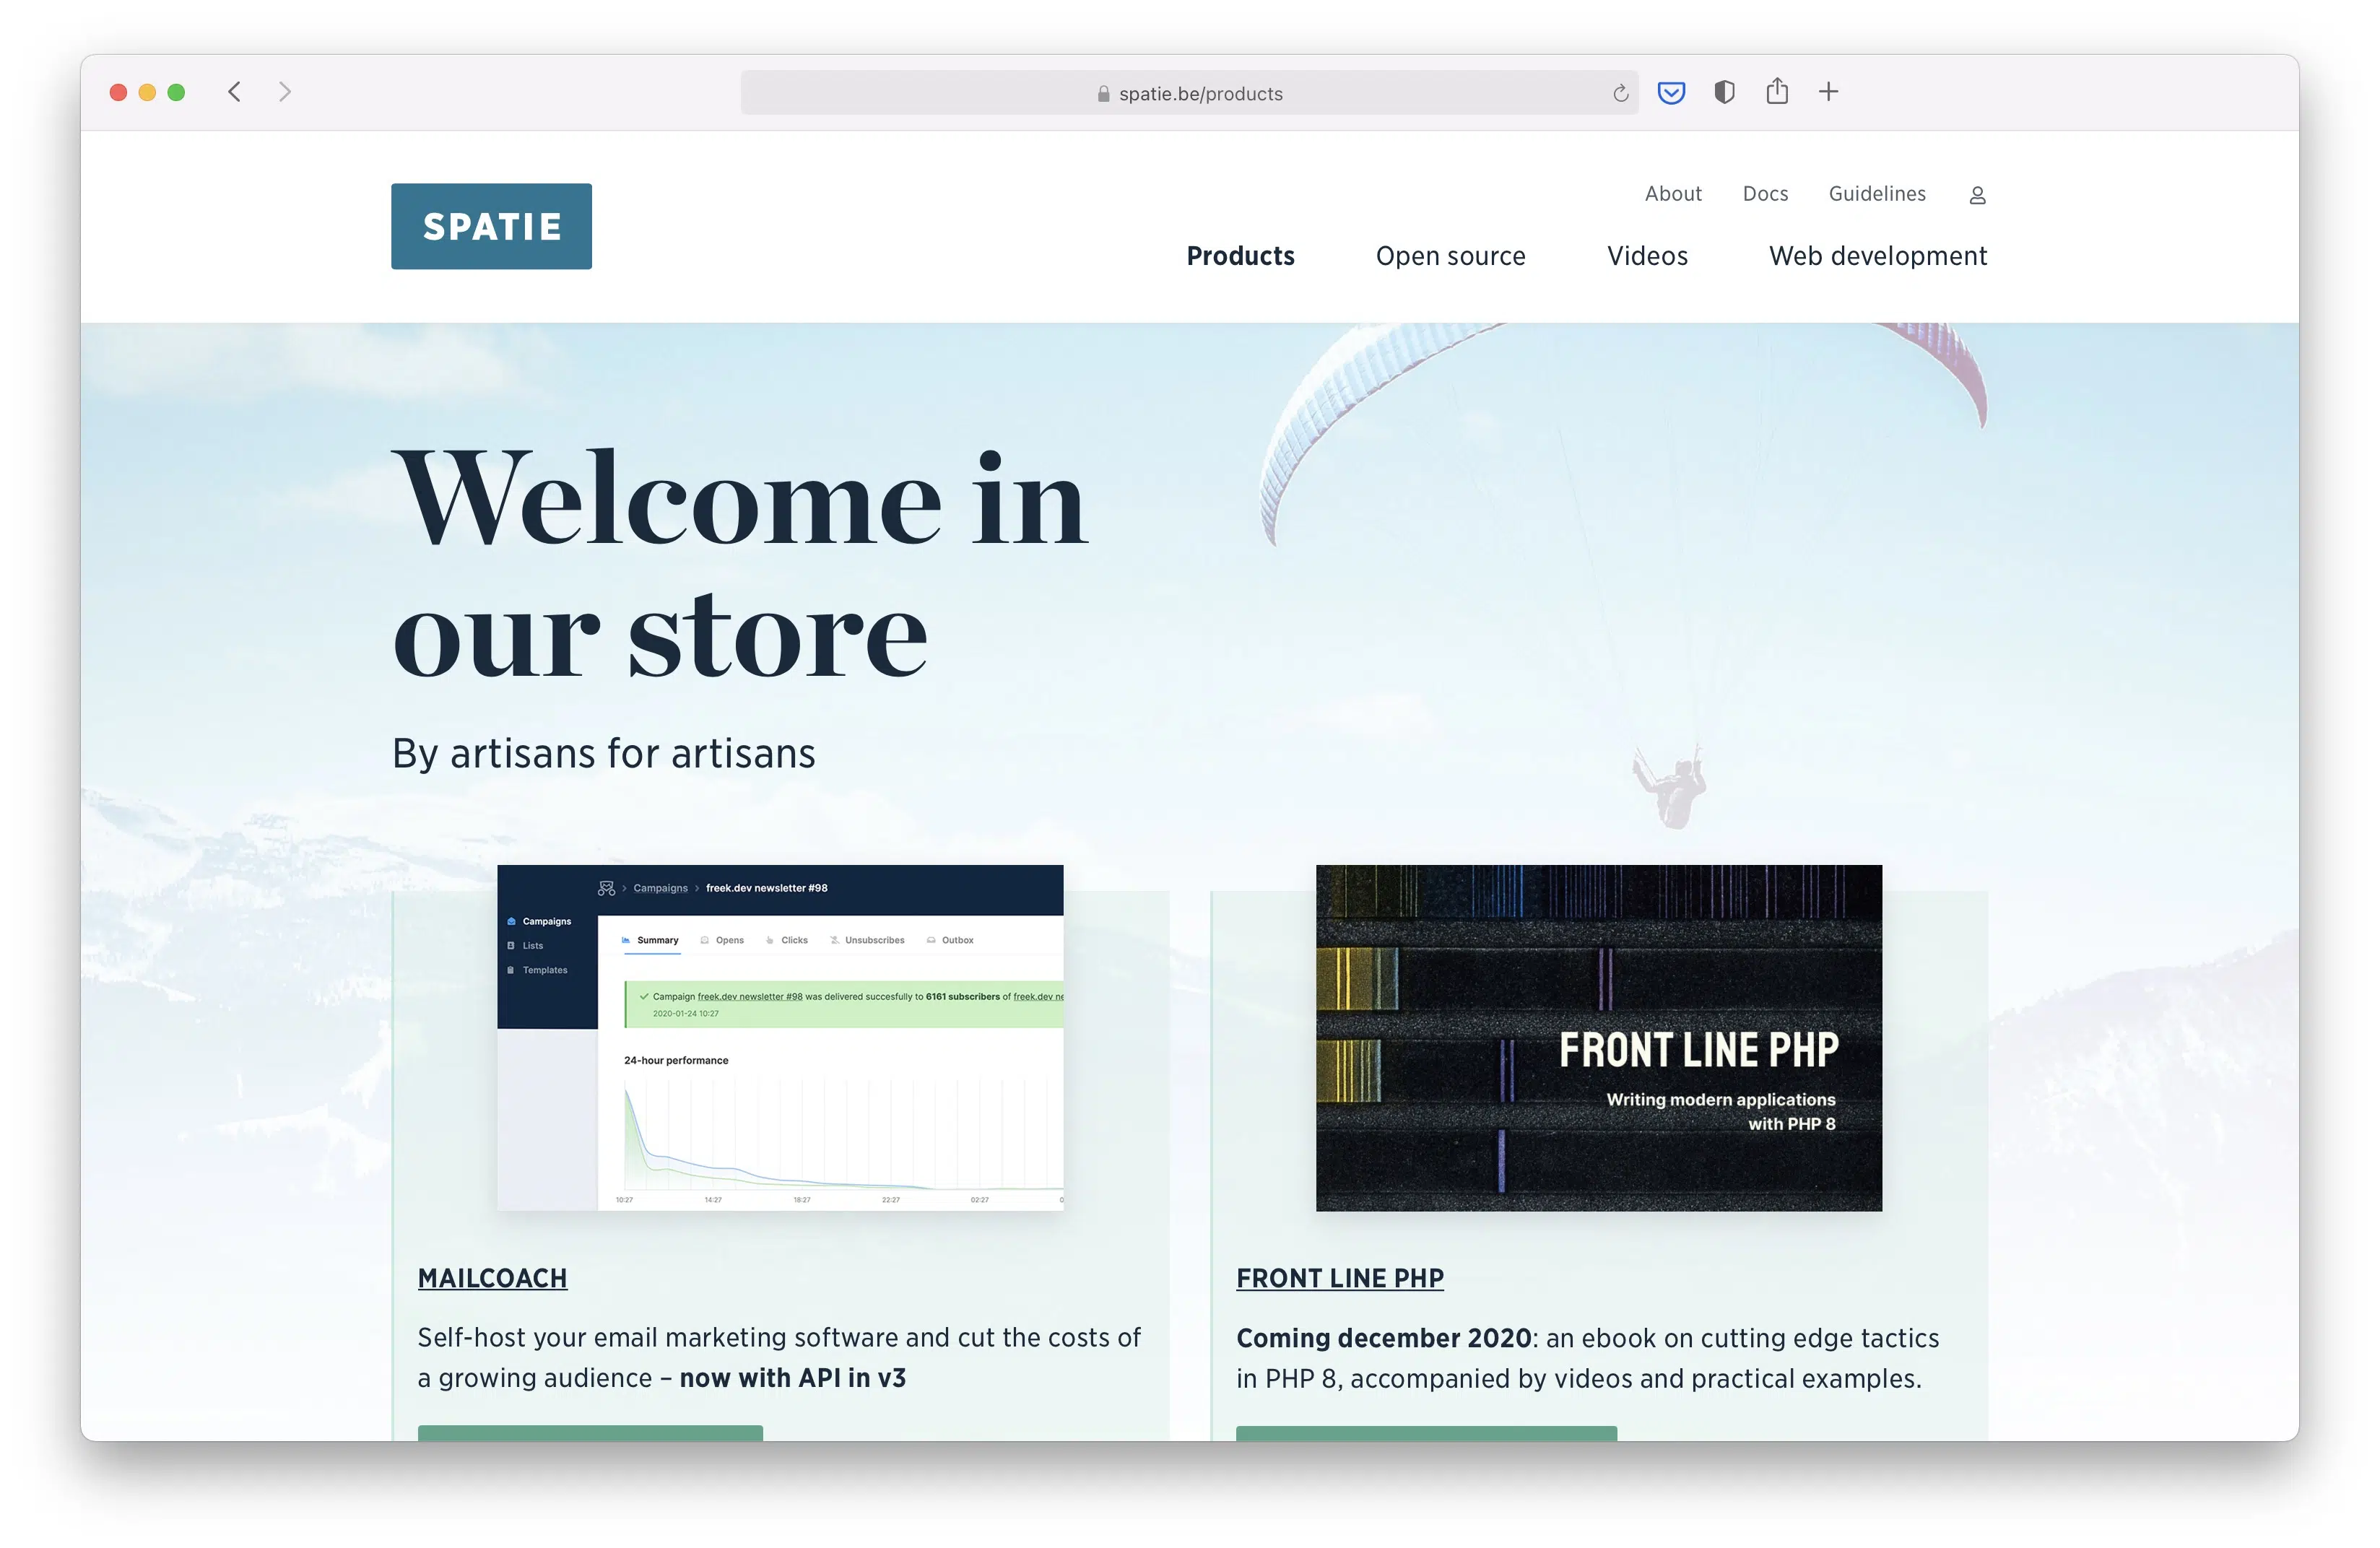 spatie.be/products
SPATIE
About Docs Guidelines
Products Open source Videos Web development
Welcome in
our store
By artisans for artisans
Campaigns freek.dev newsletter #98
Campaigns
Lists
Templates
Summary Opens Clicks Unsubscribes Outbox
Campaign freek.dev newsletter #98 was delivered succesfully to 6161 subscribers of freek.dev ne
2020-01-24 10:27
24-hour performance
10:27 14:27 18:27 22:27 02:27 0
FRONT LINE PHP
Writing modern applications
with PHP 8
MAILCOACH
Self-host your email marketing software and cut the costs of
a growing audience – now with API in v3
FRONT LINE PHP
Coming december 2020: an ebook on cutting edge tactics
in PHP 8, accompanied by videos and practical examples.